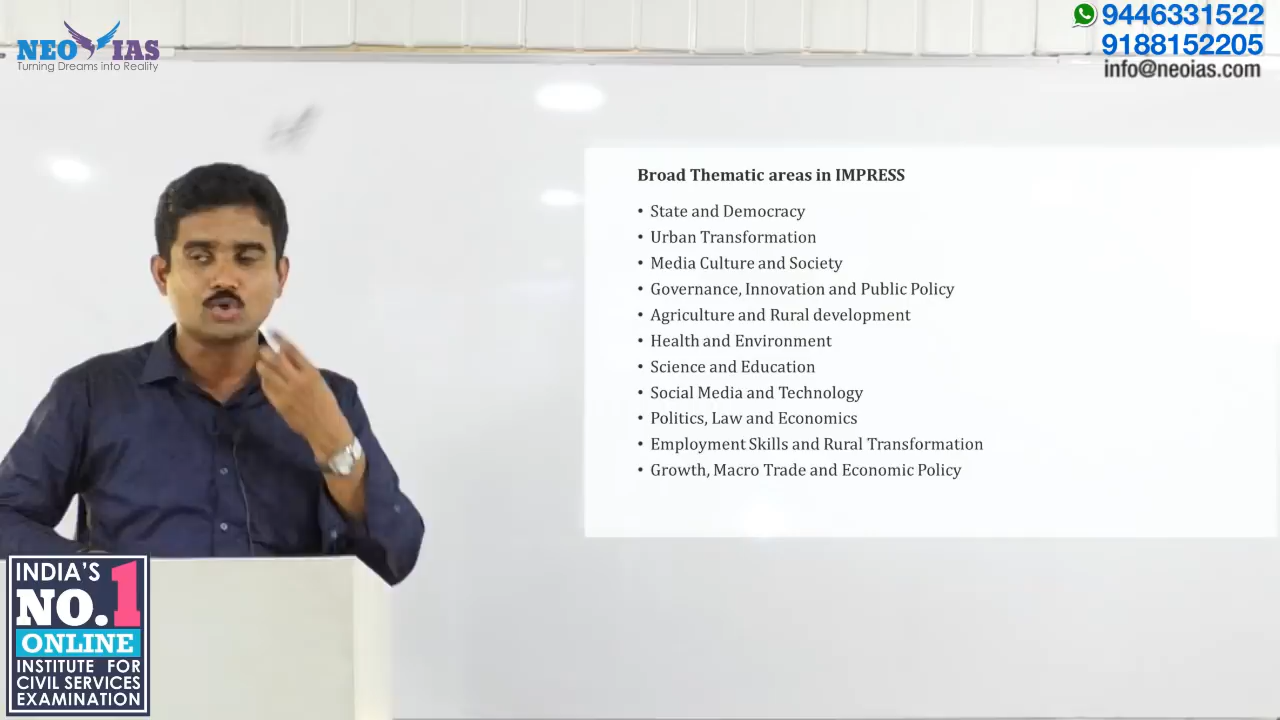 NEO IAS
Turning Dreams into Reality
9446331522
9188152205
info@neoias.com
Broad Thematic areas in IMPRESS
• State and Democracy
• Urban Transformation
• Media Culture and Society
• Governance, Innovation and Public Policy
• Agriculture and Rural development
• Health and Environment
• Science and Education
• Social Media and Technology
• Politics, Law and Economics
• Employment Skills and Rural Transformation
• Growth, Macro Trade and Economic Policy
INDIA'S
NO.1
ONLINE
INSTITUTE FOR
CIVIL SERVICES
EXAMINATION